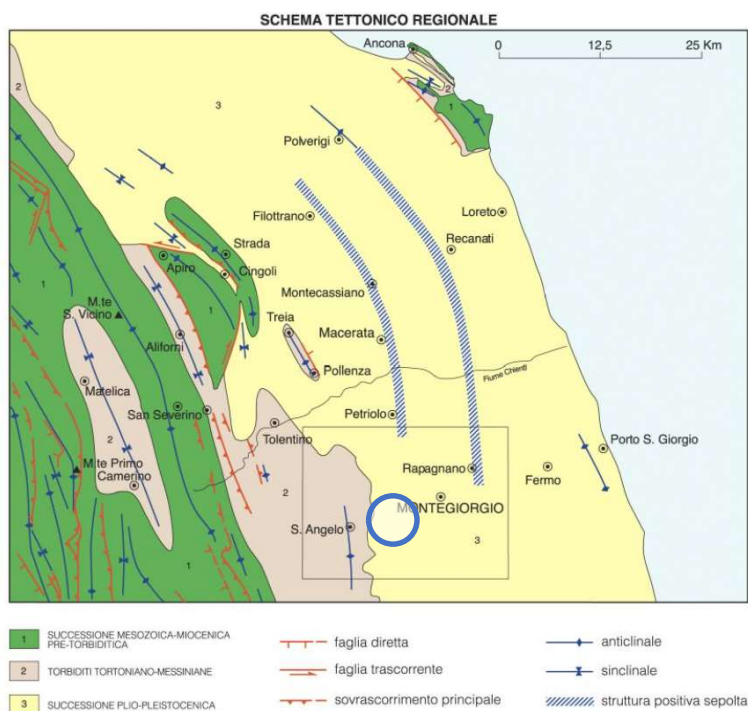 SCHEMA TETTONICO REGIONALE
Ancona
0 12,5 25 Km
2
2
1
3
Polverigi
Filottrano
Loreto
Strada
Recanati
Apiro
Cingoli
1
Montecassiano
M.te
S. Vicino
1
Treia
Aliforni
Macerata
Pollenza
Fiume Chienti
Matelica
San Severino
Petriolo
2
Tolentino
Porto S. Giorgio
M.te Primo
Camerino
Rapagnano
Fermo
2
MONTEGIORGIO
S. Angelo
3
1
1 SUCCESSIONE MESOZOICA-MIOCENICA
PRE-TORBIDITICA
faglia diretta
anticlinale
2 TORBIDITI TORTONIANO-MESSINIANE
faglia trascorrente
sinclinale
3 SUCCESSIONE PLIO-PLEISTOCENICA
sovrascorrimento principale
struttura positiva sepolta